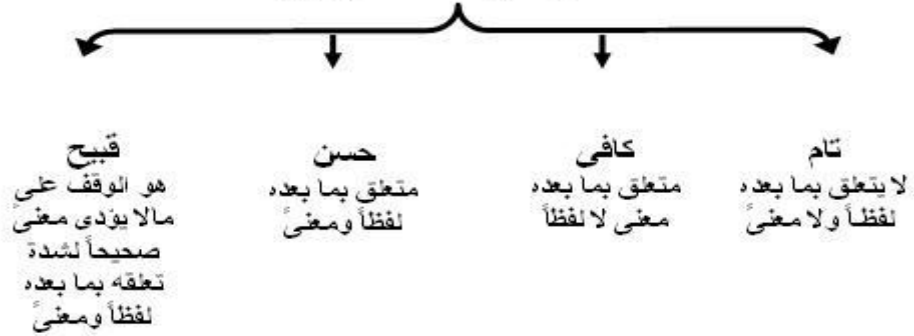 تام
لا يتعلق بما بعده
لفظاً ولا معنىً
كافى
متعلق بما بعده
معنى لا لفظاً
حسن
متعلق بما بعده
لفظاً ومعنىً
قبيح
هو الوقف على
مالا يؤدى معنىً
صحيحاً لشدة
تعلقه بما بعده
لفظاً ومعنىً